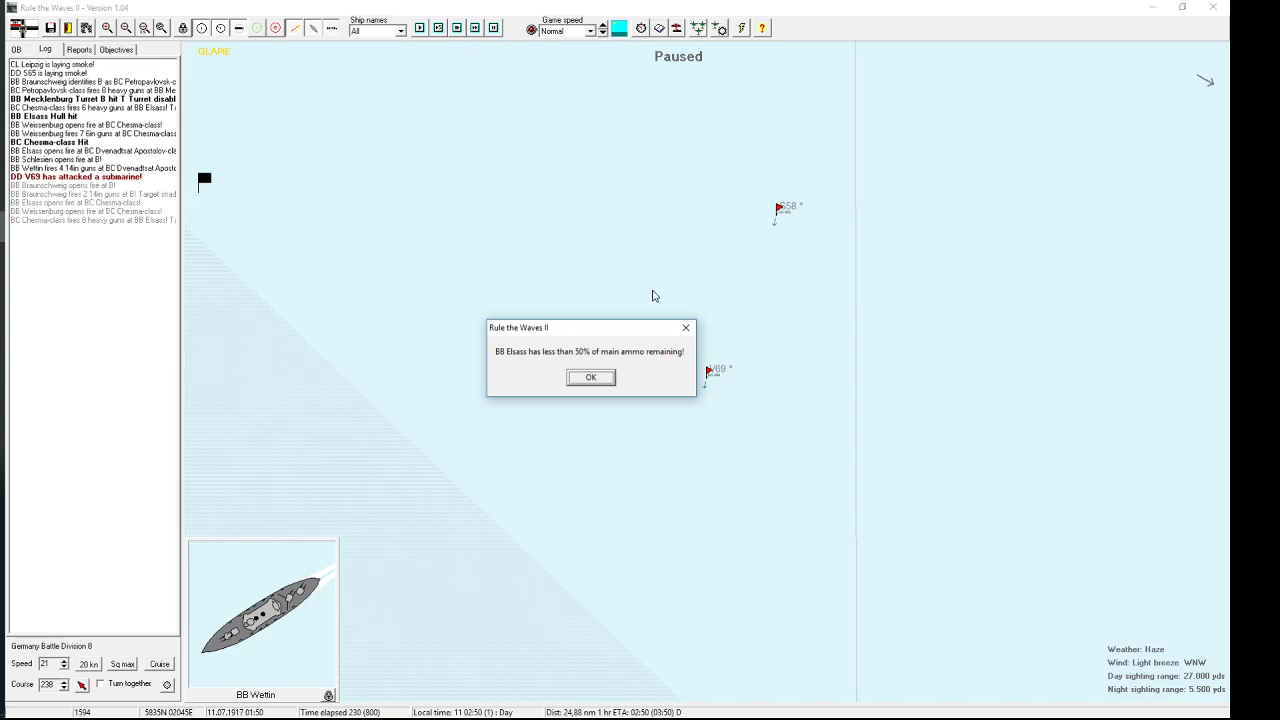 Rule the Waves II - Version 1.04
Ship names
All
Game speed
Normal
OB Log Reports Objectives
GLARE
Paused
CL Leipzig is laying smoke!
DD S65 is laying smoke!
BB Braunschweig identifies B as BC Petropavlovsk-c
BC Petropavlovsk-class fires 8 heavy guns at BB Me
BB Mecklenburg Turret B hit T Turret disabl
BC Chesma-class fires 6 heavy guns at BB Elsass! T
BB Elsass Hull hit
BB Weissenburg opens fire at BC Chesma-class!
BB Weissenburg fires 7 6in guns at BC Chesma-class
BC Chesma-class Hit
BB Elsass opens fire at BC Dvenadtsat Apostolov-cla
BB Schlesien opens fire at B!
BB Wettin fires 4 14in guns at BC Dvenadtsat Aposto
DD V69 has attacked a submarine!
BB Braunschweig opens fire at B!
BB Braunschweig fires 2 14in guns at B! Target strad
BB Elsass opens fire at BC Chesma-class!
BB Weissenburg opens fire at BC Chesma-class!
BC Chesma-class fires 8 heavy guns at BB Elsass! T
S58 *
Rule the Waves II
BB Elsass has less than 50% of main ammo remaining!
OK
V69 *
Germany Battle Division 8
Speed 21 20 kn Sq max Cruise
Course 238 Turn together
BB Wettin
Weather: Haze
Wind: Light breeze WNW
Day sighting range: 27.000 yds
Night sighting range: 5.500 yds
1594 5835N 02045E 11.07.1917 01:50 Time elapsed 230 (800) Local time: 11 02:50 (1) : Day Dist: 24,88 nm 1 hr ETA: 02:50 (03:50) D